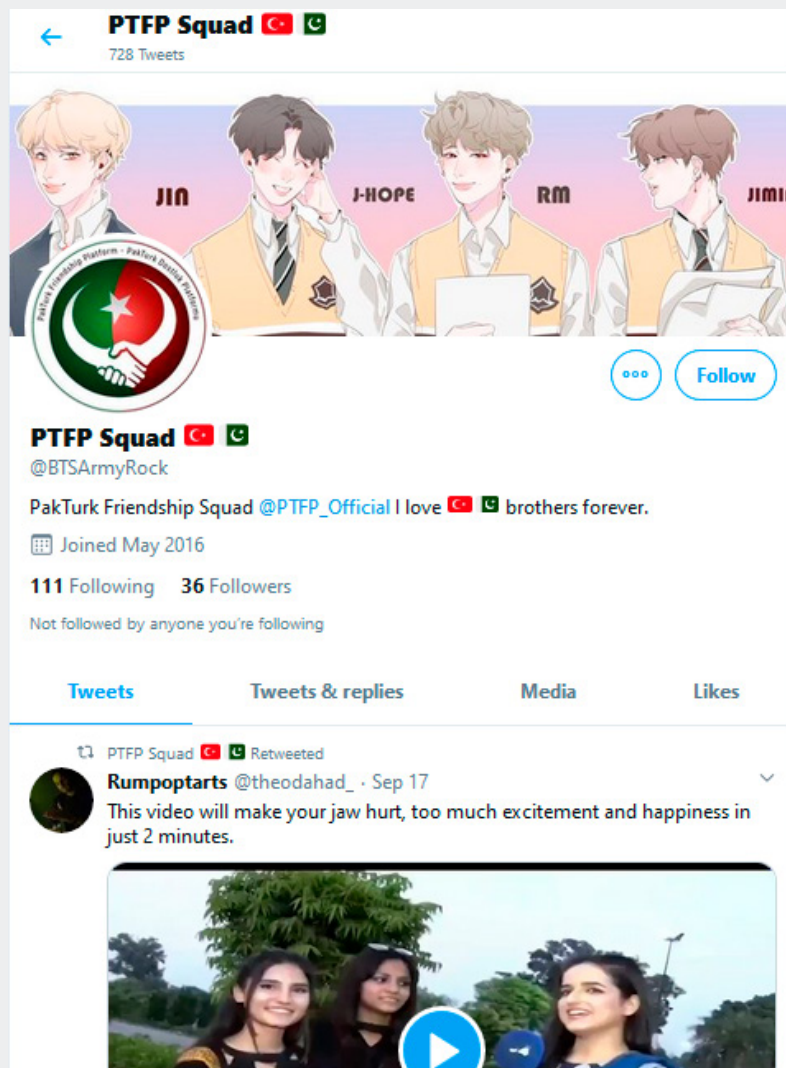 PTFP Squad 🇹🇷 🇵🇰
728 Tweets
JIN
J-HOPE
RM
JIMI
PakTurk Friendship Platform - PakTurk Dostluk Platformu
Follow
PTFP Squad 🇹🇷 🇵🇰
@BTSArmyRock
PakTurk Friendship Squad @PTFP_Official I love 🇹🇷 🇵🇰 brothers forever.
Joined May 2016
111 Following 36 Followers
Not followed by anyone you're following
Tweets Tweets & replies Media Likes
PTFP Squad 🇹🇷 🇵🇰 Retweeted
Rumpoptarts @theodahad_ · Sep 17
This video will make your jaw hurt, too much excitement and happiness in
just 2 minutes.